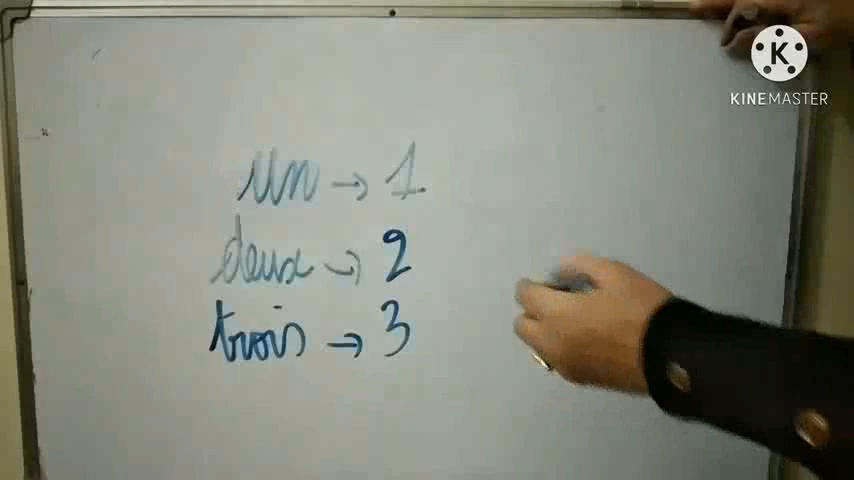 KINEMASTER
un → 1
deux → 2
trois → 3